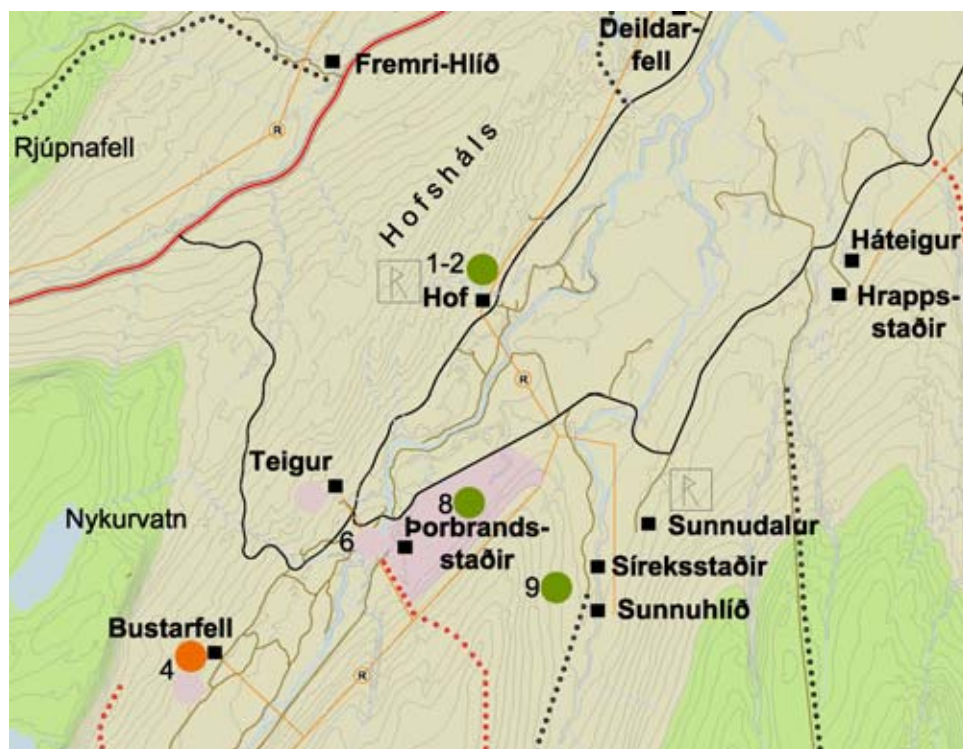 Deildar-
fell
Fremri-Hlíð
R
Rjúpnafell
Hofsháls
Háteigur
1-2
ᚱ
Hof
Hrapps-
staðir
R
Teigur
8
ᚱ
Nykurvatn
Þorbrands-
staðir
6
Sunnudalur
Síreksstaðir
9
Sunnuhlíð
Bustarfell
4
R